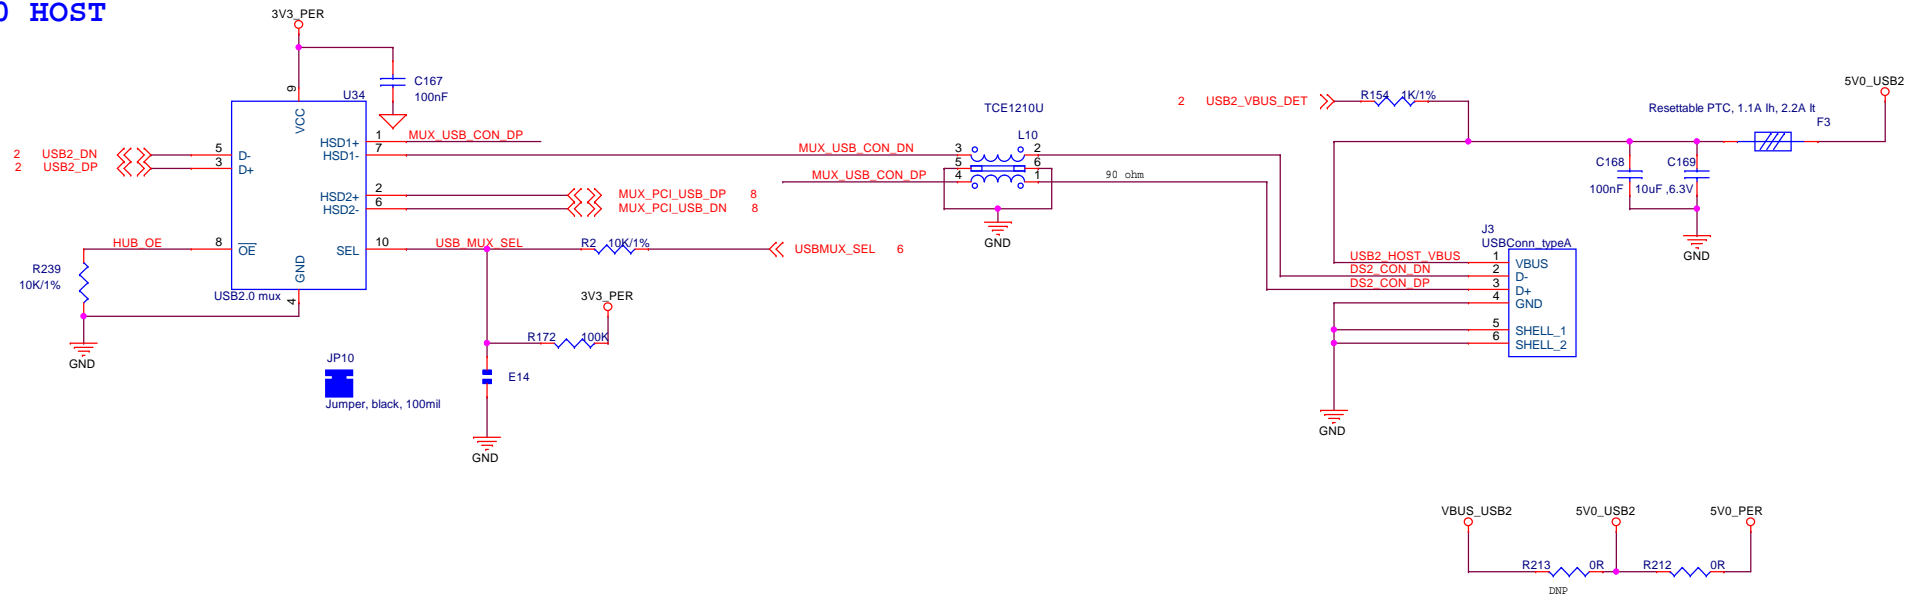 0 HOST
3V3_PER
C167
100nF
9
VCC
U34
1
MUX_USB_CON_DP
HSD1+
7
HSD1-
2
USB2_DN
5
D-
2
USB2_DP
3
D+
2
HSD2+
MUX_PCI_USB_DP
8
6
HSD2-
MUX_PCI_USB_DN
8
HUB_OE
8
OE
SEL
10
USB_MUX_SEL
R2
10K/1%
USBMUX_SEL
6
GND
4
USB2.0 mux
R239
10K/1%
GND
3V3_PER
R172
100K
E14
GND
JP10
Jumper, black, 100mil
TCE1210U
L10
MUX_USB_CON_DN
3
2
5
6
MUX_USB_CON_DP
4
1
90 ohm
GND
2
USB2_VBUS_DET
R154
1K/1%
5V0_USB2
Resettable PTC, 1.1A Ih, 2.2A It
F3
C168
100nF
C169
10uF ,6.3V
GND
J3
USBConn_typeA
USB2_HOST_VBUS
1
VBUS
DS2_CON_DN
2
D-
DS2_CON_DP
3
D+
4
GND
5
SHELL_1
6
SHELL_2
GND
VBUS_USB2
5V0_USB2
5V0_PER
R213
0R
R212
0R
DNP